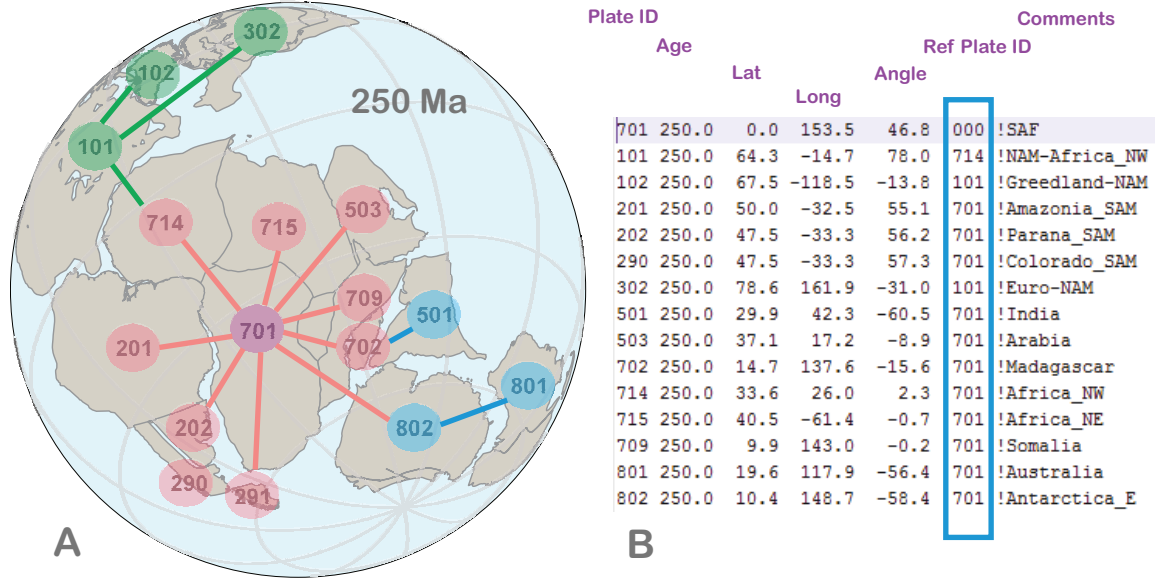 302
102
250 Ma
101
714
715
503
709
501
701
702
201
801
802
202
290
291
A
Plate ID
Comments
Age
Ref Plate ID
Lat
Angle
Long
701 250.0 0.0 153.5 46.8 000 !SAF
101 250.0 64.3 -14.7 78.0 714 !NAM-Africa_NW
102 250.0 67.5 -118.5 -13.8 101 !Greedland-NAM
201 250.0 50.0 -32.5 55.1 701 !Amazonia_SAM
202 250.0 47.5 -33.3 56.2 701 !Parana_SAM
290 250.0 47.5 -33.3 57.3 701 !Colorado_SAM
302 250.0 78.6 161.9 -31.0 101 !Euro-NAM
501 250.0 29.9 42.3 -60.5 701 !India
503 250.0 37.1 17.2 -8.9 701 !Arabia
702 250.0 14.7 137.6 -15.6 701 !Madagascar
714 250.0 33.6 26.0 2.3 701 !Africa_NW
715 250.0 40.5 -61.4 -0.7 701 !Africa_NE
709 250.0 9.9 143.0 -0.2 701 !Somalia
801 250.0 19.6 117.9 -56.4 701 !Australia
802 250.0 10.4 148.7 -58.4 701 !Antarctica_E
B